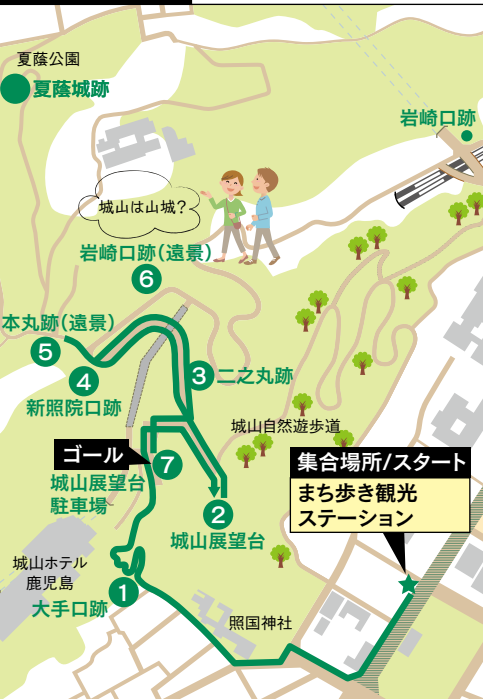 夏蔭公園
夏蔭城跡
岩崎口跡
城山は山城?
岩崎口跡(遠景)
6
本丸跡(遠景)
5
4
新照院口跡
3 二之丸跡
城山自然遊歩道
ゴール
7
城山展望台
駐車場
集合場所/スタート
まち歩き観光
ステーション
2
城山展望台
城山ホテル
鹿児島
1
大手口跡
照国神社